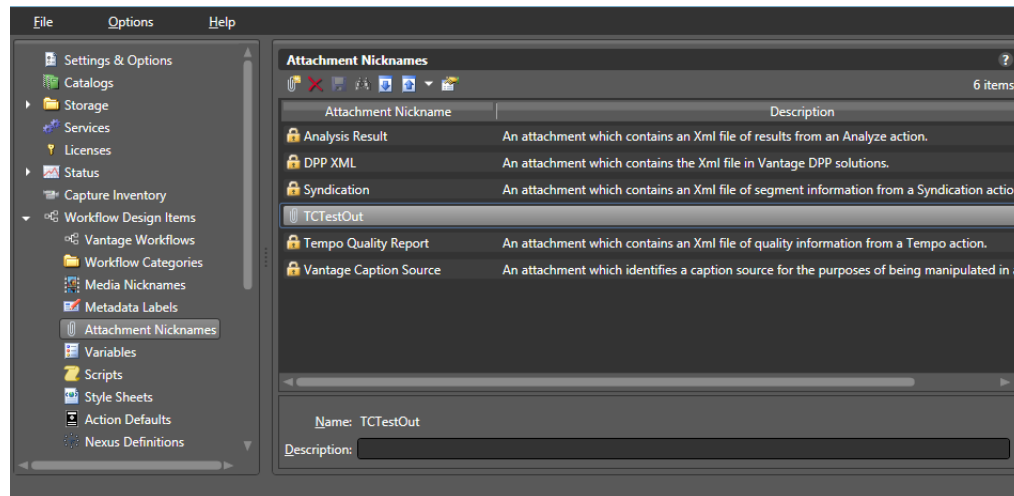 File Options Help
Settings & Options
Catalogs
Storage
Services
Licenses
Status
Capture Inventory
Workflow Design Items
Vantage Workflows
Workflow Categories
Media Nicknames
Metadata Labels
Attachment Nicknames
Variables
Scripts
Style Sheets
Action Defaults
Nexus Definitions
Attachment Nicknames ?
6 items
Attachment Nickname Description
Analysis Result An attachment which contains an Xml file of results from an Analyze action.
DPP XML An attachment which contains the Xml file in Vantage DPP solutions.
Syndication An attachment which contains an Xml file of segment information from a Syndication actio
TCTestOut
Tempo Quality Report An attachment which contains an Xml file of quality information from a Tempo action.
Vantage Caption Source An attachment which identifies a caption source for the purposes of being manipulated in
Name: TCTestOut
Description: